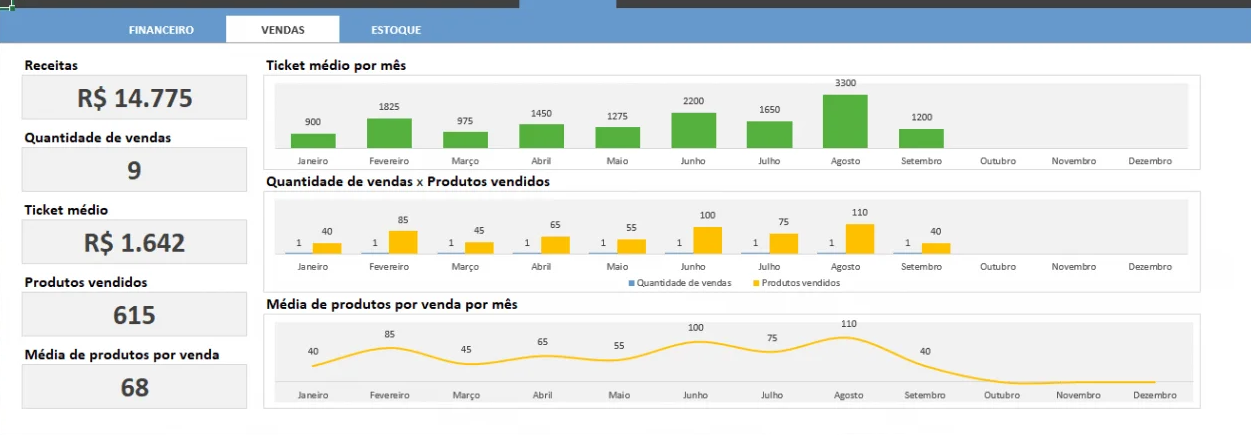 FINANCEIRO VENDAS ESTOQUE
Receitas
R$ 14.775
Quantidade de vendas
9
Ticket médio
R$ 1.642
Produtos vendidos
615
Média de produtos por venda
68
Ticket médio por mês
900 1825 975 1450 1275 2200 1650 3300 1200
Janeiro Fevereiro Março Abril Maio Junho Julho Agosto Setembro Outubro Novembro Dezembro
Quantidade de vendas x Produtos vendidos
1 40 1 85 1 45 1 65 1 55 1 100 1 75 1 110 1 40
Janeiro Fevereiro Março Abril Maio Junho Julho Agosto Setembro Outubro Novembro Dezembro
Quantidade de vendas Produtos vendidos
Média de produtos por venda por mês
40 85 45 65 55 100 75 110 40
Janeiro Fevereiro Março Abril Maio Junho Julho Agosto Setembro Outubro Novembro Dezembro